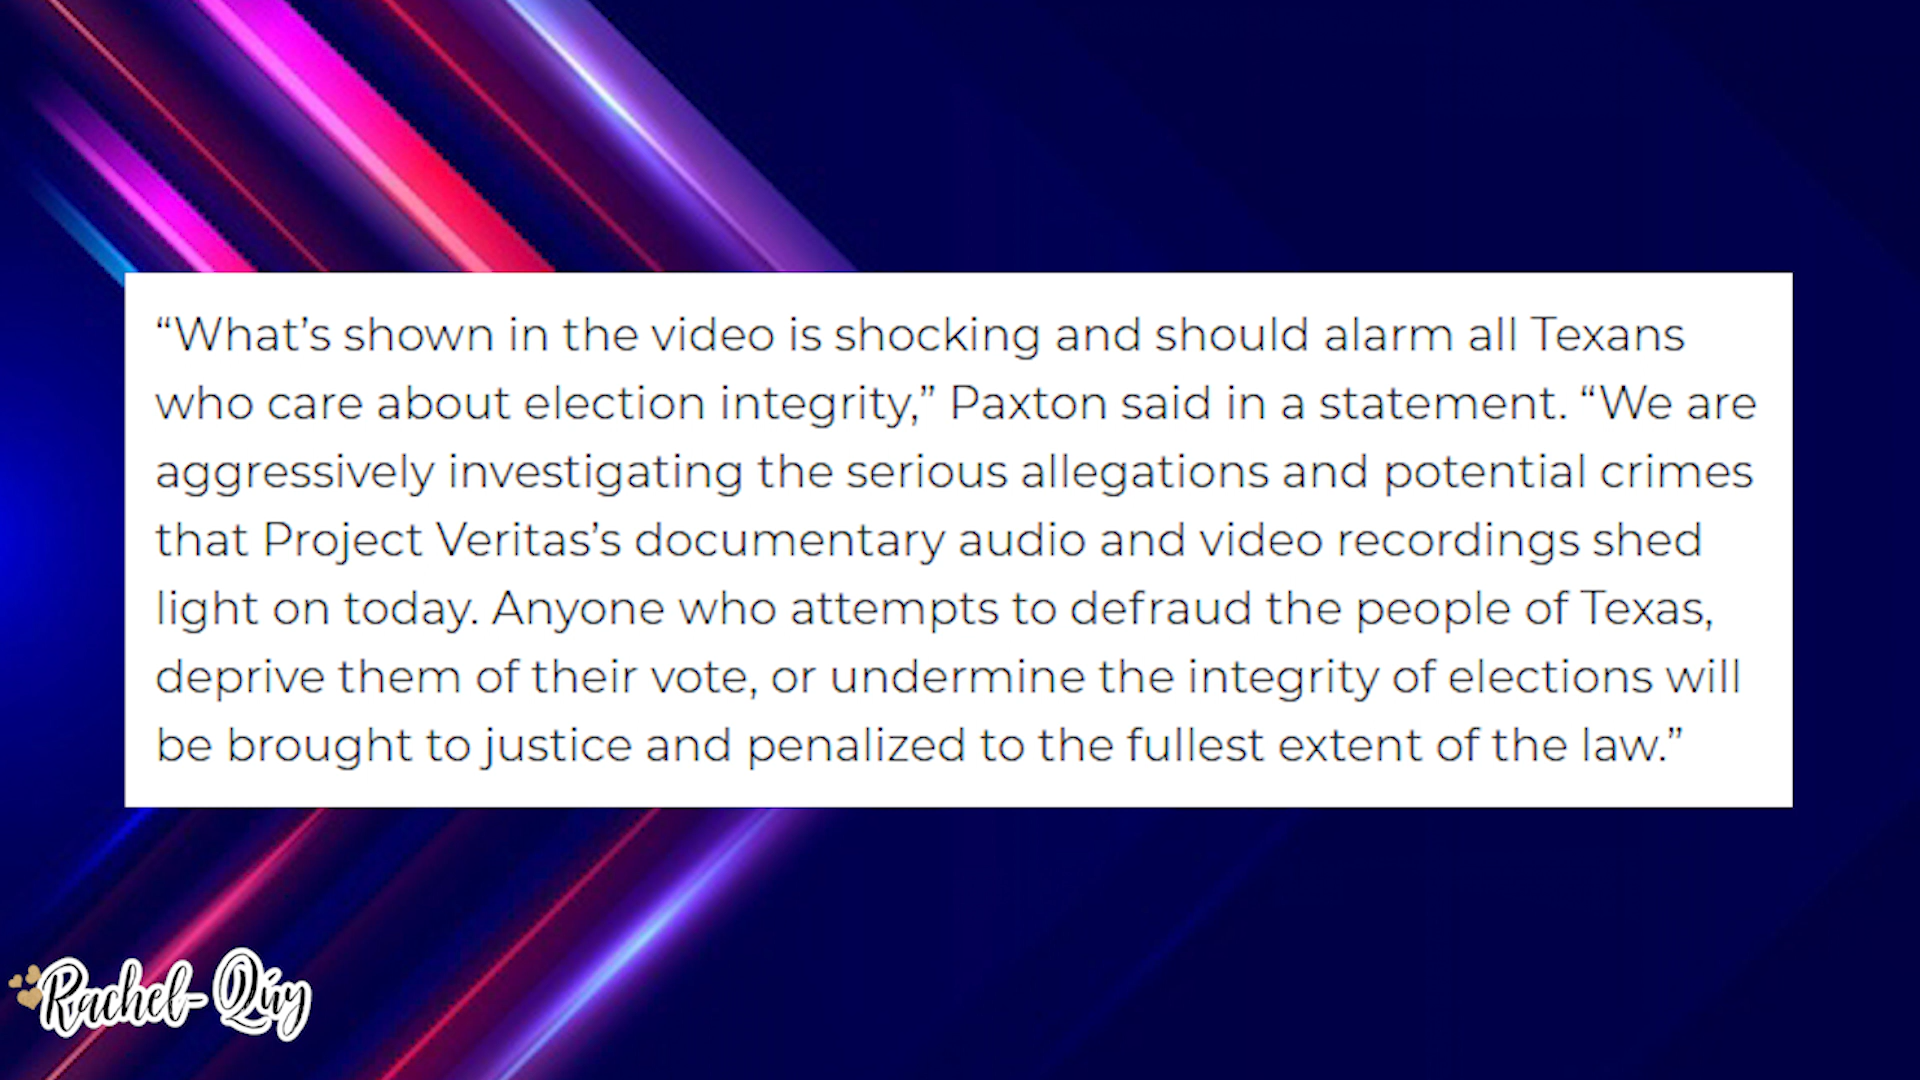 “What’s shown in the video is shocking and should alarm all Texans
who care about election integrity,” Paxton said in a statement. “We are
aggressively investigating the serious allegations and potential crimes
that Project Veritas’s documentary audio and video recordings shed
light on today. Anyone who attempts to defraud the people of Texas,
deprive them of their vote, or undermine the integrity of elections will
be brought to justice and penalized to the fullest extent of the law.”
Rachel- Qúy